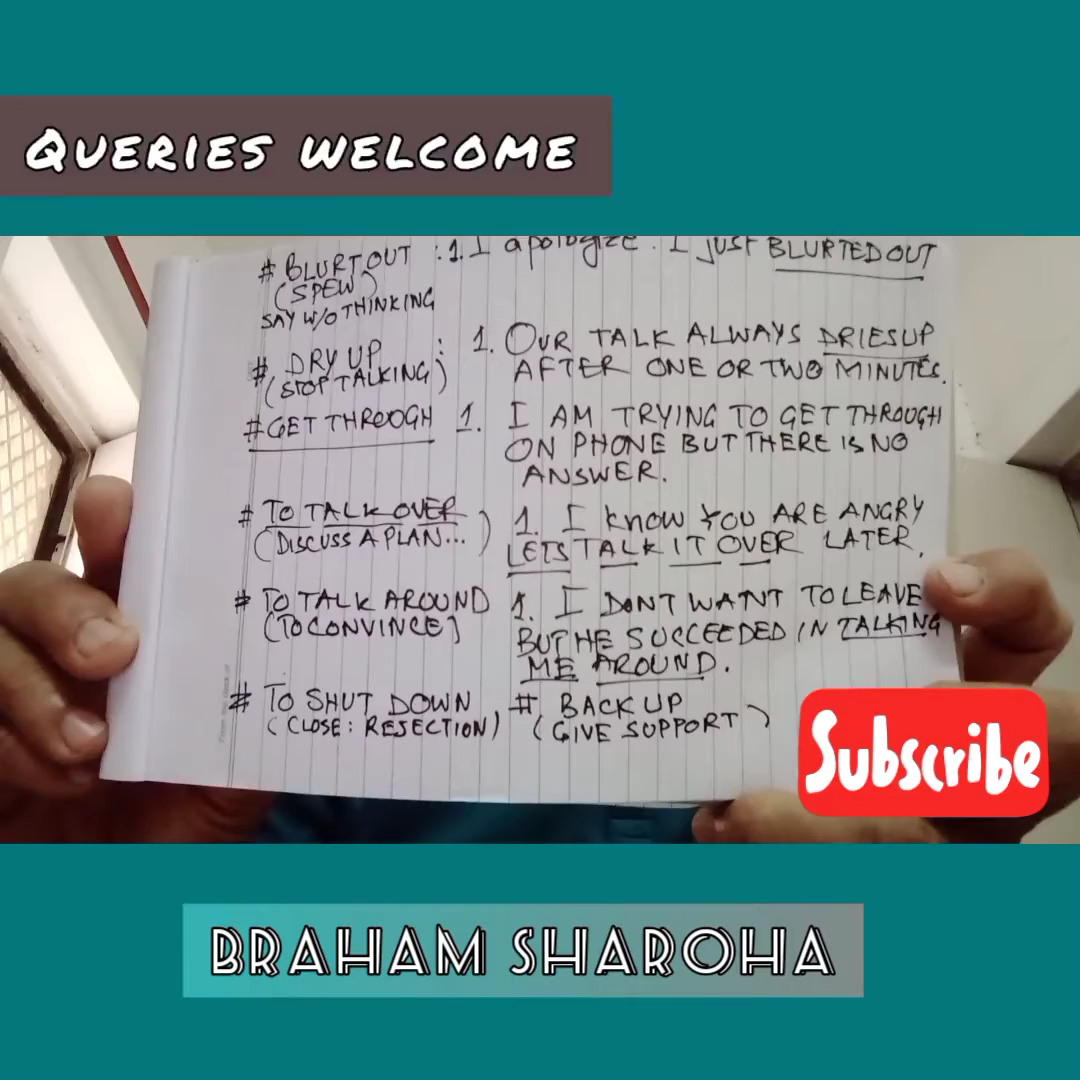 QUERIES WELCOME
# BLURT OUT : 1. I apologize. I JUST BLURTED OUT
(SPEW)
SAY W/O THINKING
# DRY UP : 1. OUR TALK ALWAYS DRIES UP
(STOP TALKING) AFTER ONE OR TWO MINUTES.
#GET THROUGH 1. I AM TRYING TO GET THROUGH
ON PHONE BUT THERE IS NO
ANSWER.
# TO TALK OVER 1. I KNOW YOU ARE ANGRY
(DISCUSS A PLAN...) LETS TALK IT OVER LATER.
# TO TALK AROUND 1. I DONT WANT TO LEAVE
(TO CONVINCE] BUT HE SUCCEEDED IN TALKING
ME AROUND.
# TO SHUT DOWN # BACK UP
(CLOSE: REJECTION) (GIVE SUPPORT)
Subscribe
BRAHAM SHAROHA